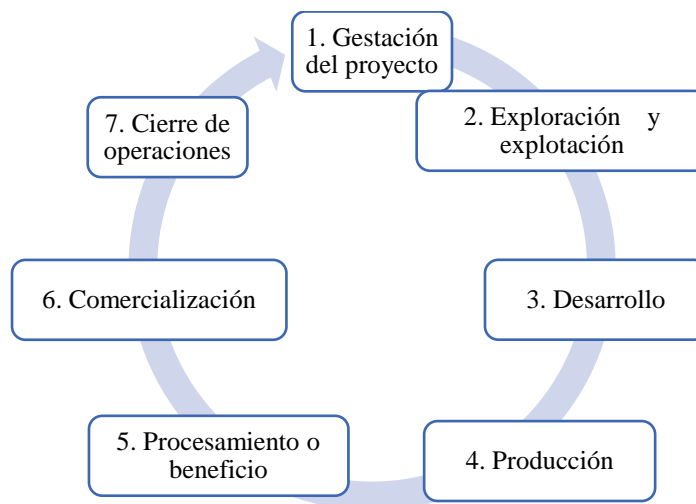 1. Gestación
del proyecto
2. Exploración y
explotación
3. Desarrollo
4. Producción
5. Procesamiento o
beneficio
6. Comercialización
7. Cierre de
operaciones